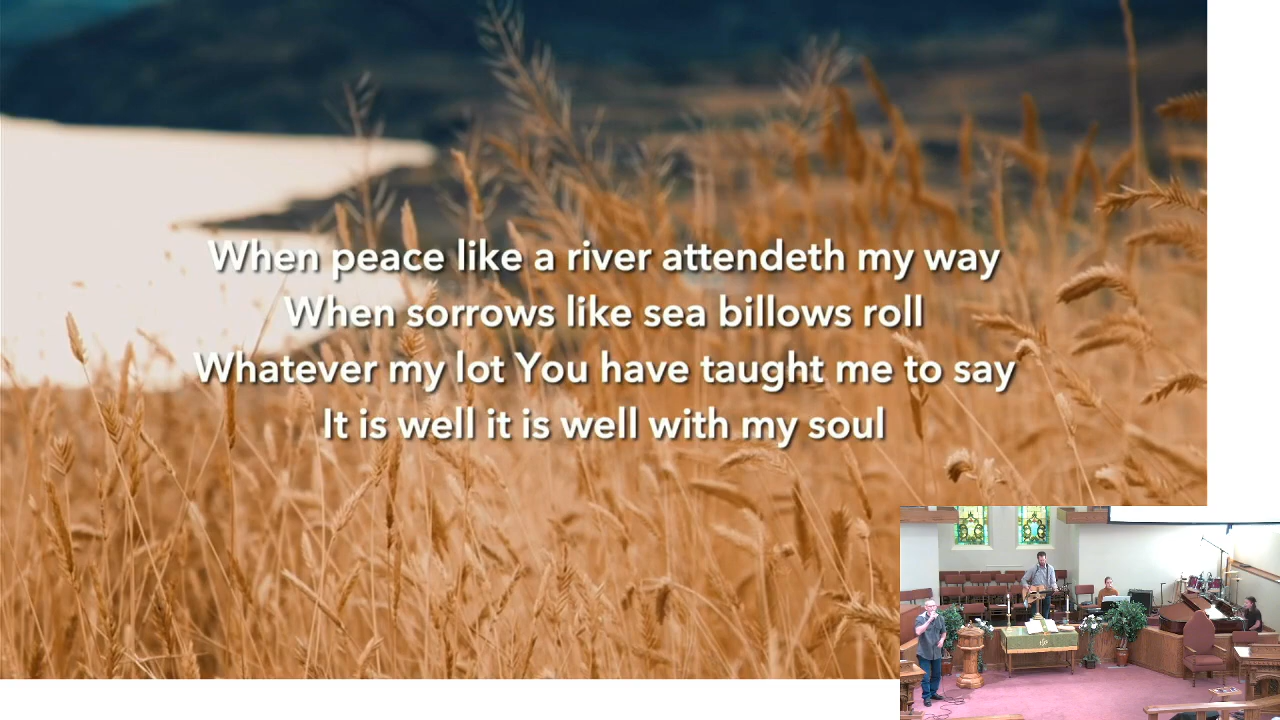 When peace like a river attendeth my way
When sorrows like sea billows roll
Whatever my lot You have taught me to say
It is well it is well with my soul